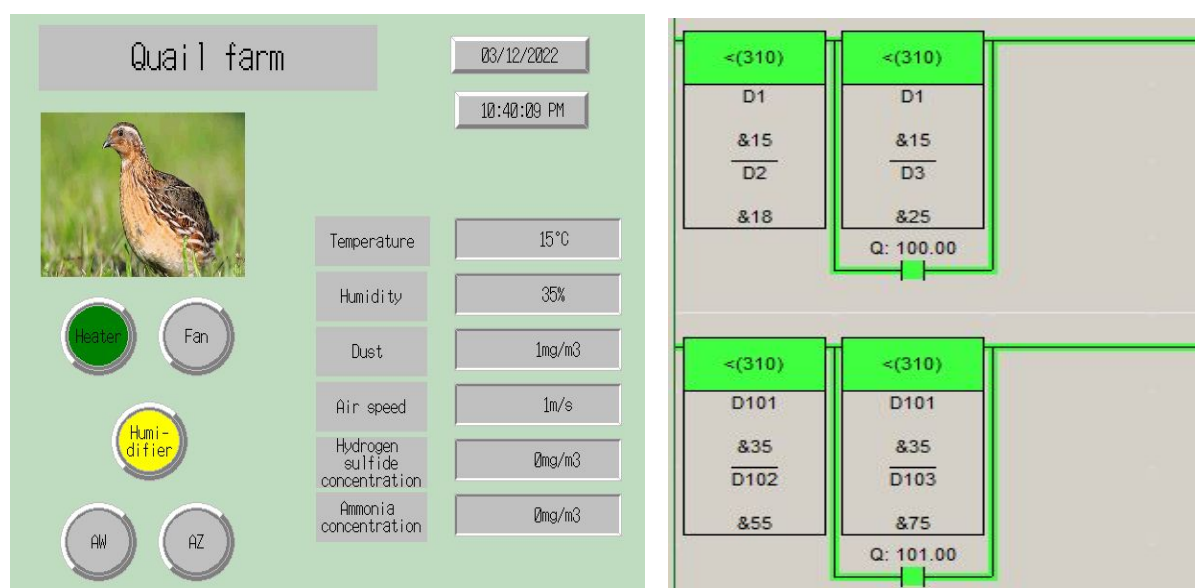 Quail farm
03/12/2022
10:40:09 PM
Temperature
15°C
Humidity
35%
Dust
1mg/m3
Air speed
1m/s
Hydrogen
sulfide
concentration
0mg/m3
Ammonia
concentration
0mg/m3
Heater
Fan
Humi-
difier
AW
AZ
<(310)
D1
&15
D2
&18
<(310)
D1
&15
D3
&25
Q: 100.00
<(310)
D101
&35
D102
&55
<(310)
D101
&35
D103
&75
Q: 101.00